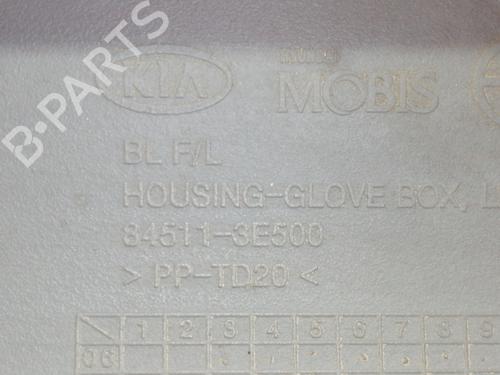 B-PARTS
KIA
MOBIS
BL F/L
HOUSING-GLOVE BOX, L
84511-3E500
> PP-TD20 <
1 2 3 4 5 6 7 8 9
06